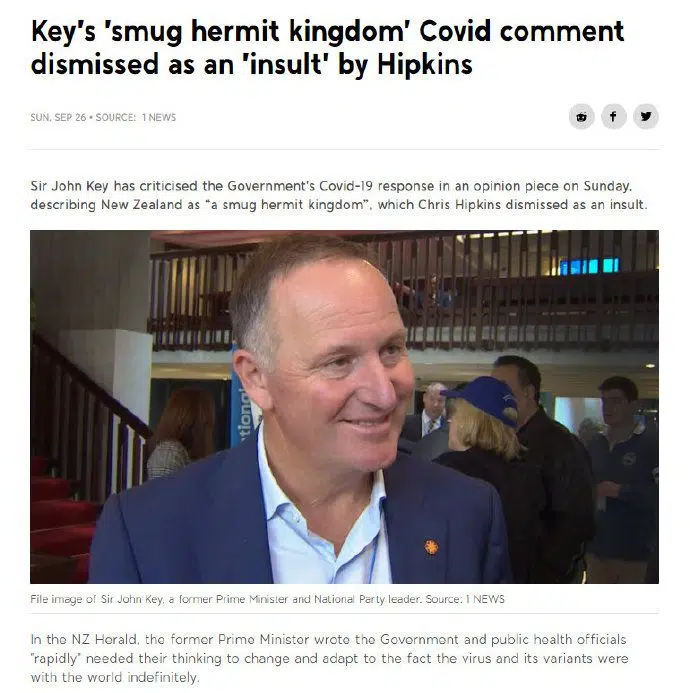 Key's 'smug hermit kingdom' Covid comment
dismissed as an 'insult' by Hipkins
SUN, SEP 26 • SOURCE: 1 NEWS
Sir John Key has criticised the Government's Covid-19 response in an opinion piece on Sunday,
describing New Zealand as "a smug hermit kingdom", which Chris Hipkins dismissed as an insult.
tional
File image of Sir John Key, a former Prime Minister and National Party leader. Source: 1 NEWS
In the NZ Herald, the former Prime Minister wrote the Government and public health officials
"rapidly" needed their thinking to change and adapt to the fact the virus and its variants were
with the world indefinitely.